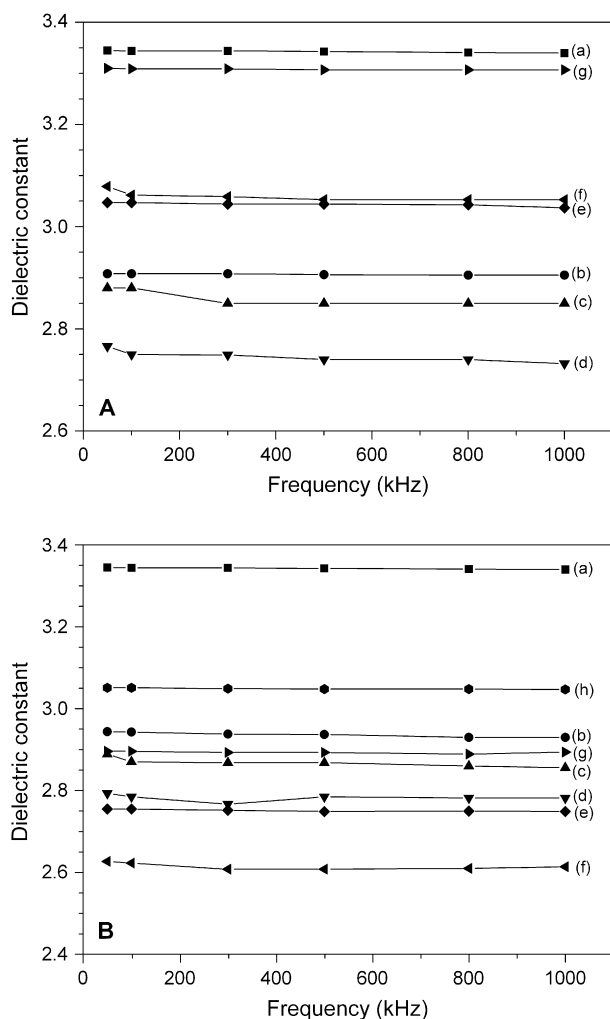 3.4
3.2
3.0
2.8
2.6
Dielectric constant
(a)
(g)
(f)
(e)
(b)
(c)
(d)
A
0 200 400 600 800 1000
Frequency (kHz)
3.4
3.2
3.0
2.8
2.6
2.4
Dielectric constant
(a)
(h)
(b)
(g)
(c)
(d)
(e)
(f)
B
0 200 400 600 800 1000
Frequency (kHz)